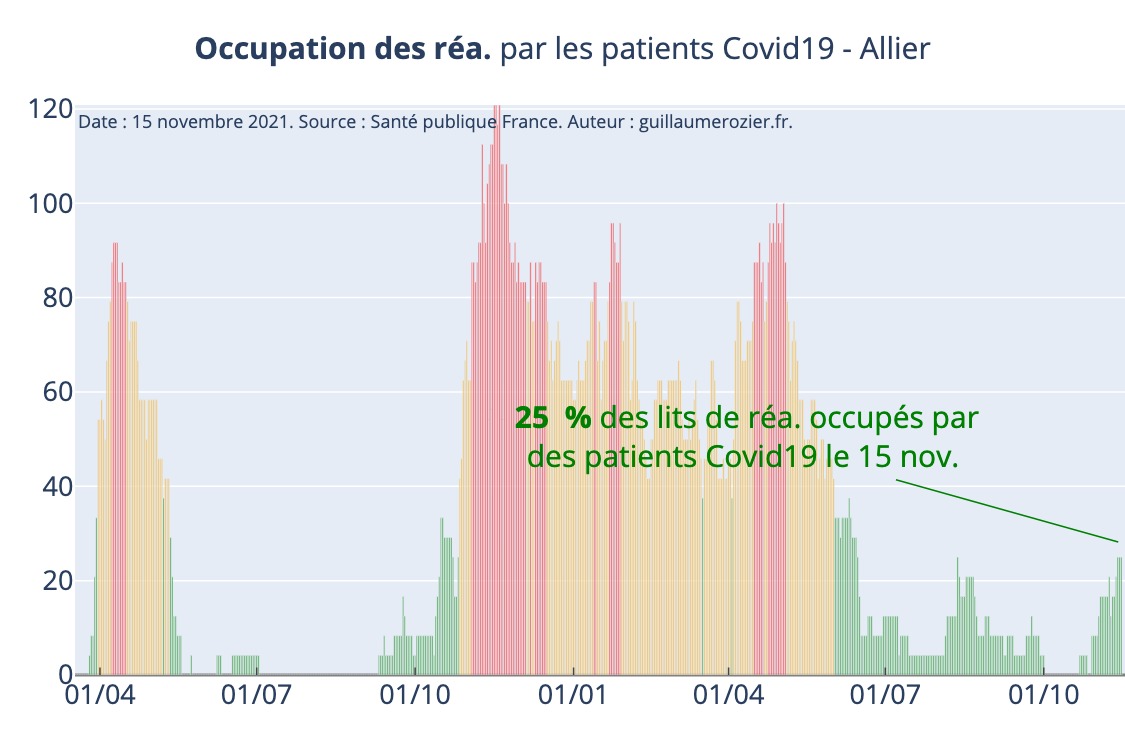 Occupation des réa. par les patients Covid19 - Allier
120
Date : 15 novembre 2021. Source : Santé publique France. Auteur : guillaumerozier.fr.
100
80
60
25 % des lits de réa. occupés par
des patients Covid19 le 15 nov.
40
20
0
01/04 01/07 01/10 01/01 01/04 01/07 01/10